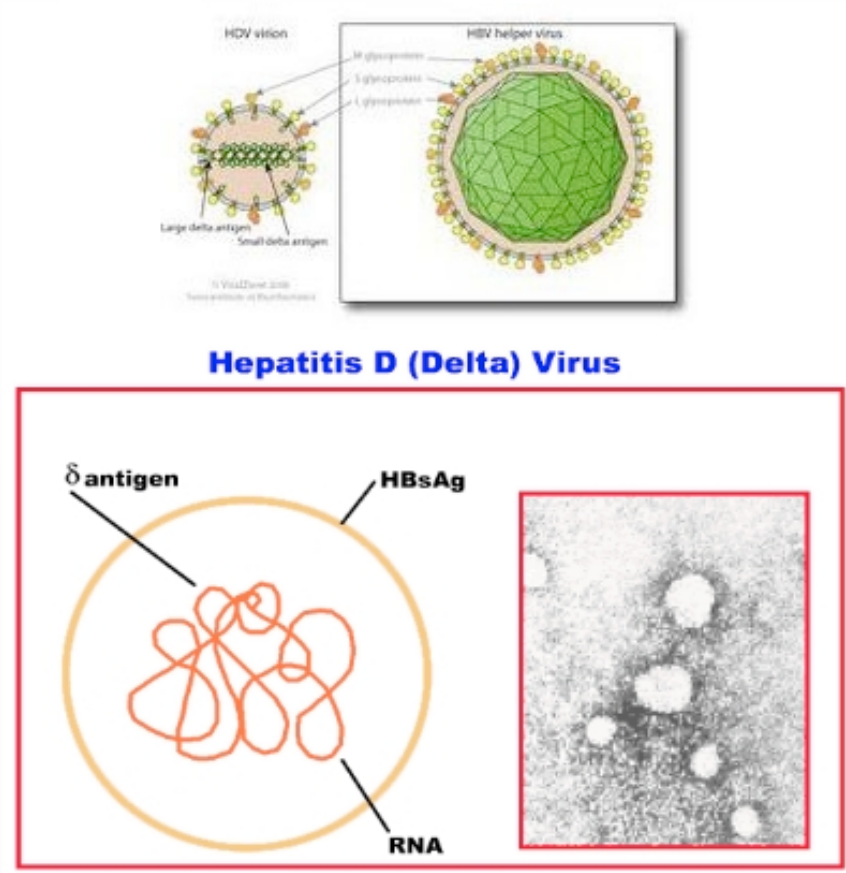 HDV virion
HBV helper virus
M glycoprotein
S glycoprotein
L glycoprotein
Large delta antigen
Small delta antigen
Hepatitis D (Delta) Virus
δ antigen
HBsAg
RNA